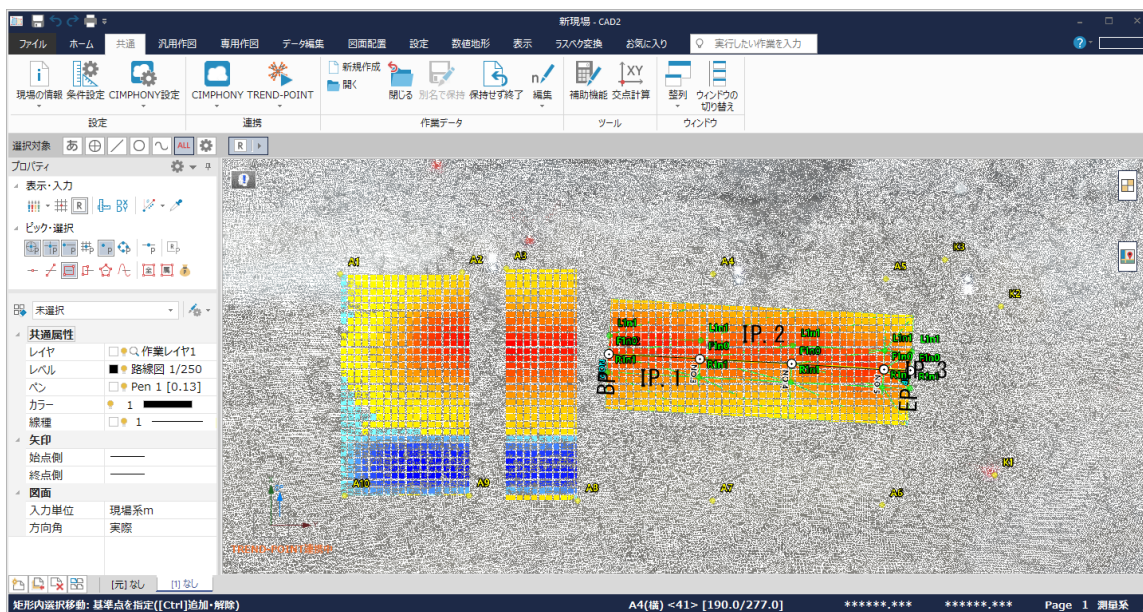 新現場 - CAD2
ファイル ホーム 共通 汎用作図 専用作図 データ編集 図面配置 設定 数値地形 表示 ラスベク変換 お気に入り 実行したい作業を入力
現場の情報 条件設定 CIMPHONY設定 CIMPHONY TREND-POINT 新規作成 開く 閉じる 別名で保持 保持せず終了 編集 補助機能 交点計算 整列 ウィンドウの切り替え
設定 連携 作業データ ツール ウィンドウ
選択対象 あ ALL R
プロパティ
表示・入力
R
ピック・選択
未選択
共通属性
レイヤ 作業レイヤ1
レベル 路線図 1/250
ペン Pen 1 [0.13]
カラー 1
線種 1
矢印
始点側
終点側
図面
入力単位 現場系m
方向角 実際
A1 A2 A3 A4 A5 K3
K2
Lin1 Lin1 Lin1 Lin1 Lin1
IP. 2
Rin1 Rin1 Rin1
BP IP. 1 IP. 3
EP
K1
A10 A9 A8 A7 A6
[元] なし [1] なし
矩形内選択移動: 基準点を指定([Ctrl]追加・解除) A4(横) <41> [190.0/277.0] ******.*** ******.*** Page 1 測量系